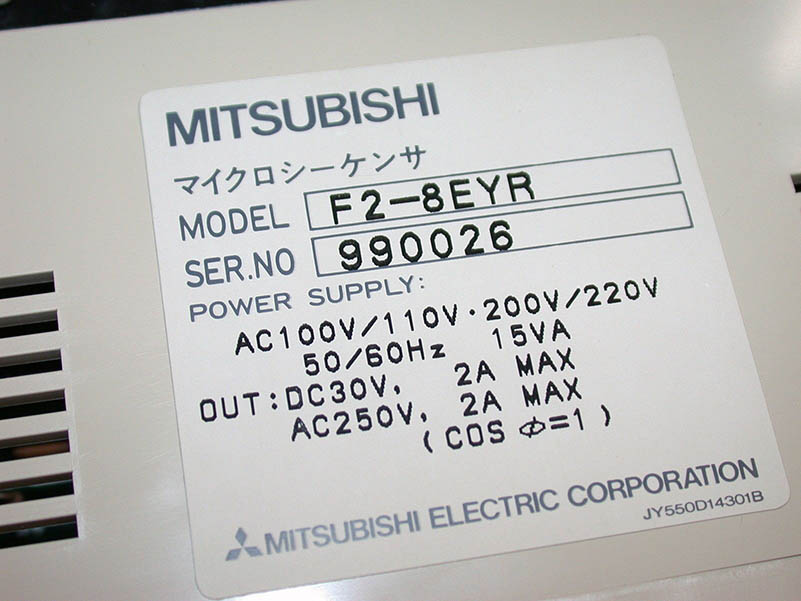 MITSUBISHI
マイクロシーケンサ
MODEL F2-8EYR
SER.NO 990026
POWER SUPPLY:
AC100V/110V·200V/220V
50/60Hz 15VA
OUT:DC30V, 2A MAX
AC250V, 2A MAX
(COS Φ=1)
MITSUBISHI ELECTRIC CORPORATION
JY550D14301B